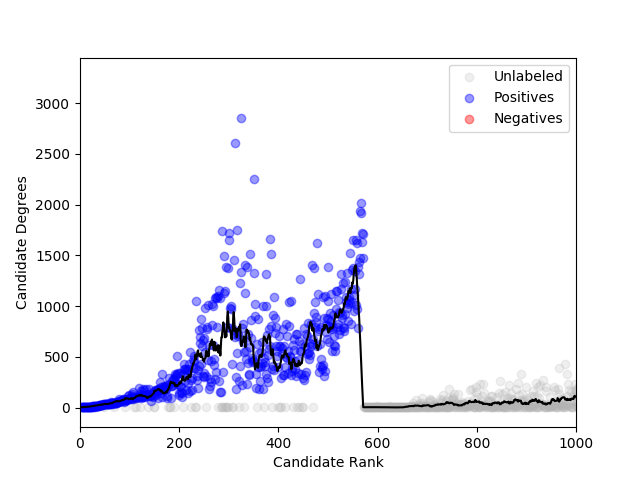 Unlabeled
Positives
Negatives
3000
2500
2000
1500
1000
500
0
Candidate Degrees
0 200 400 600 800 1000
Candidate Rank